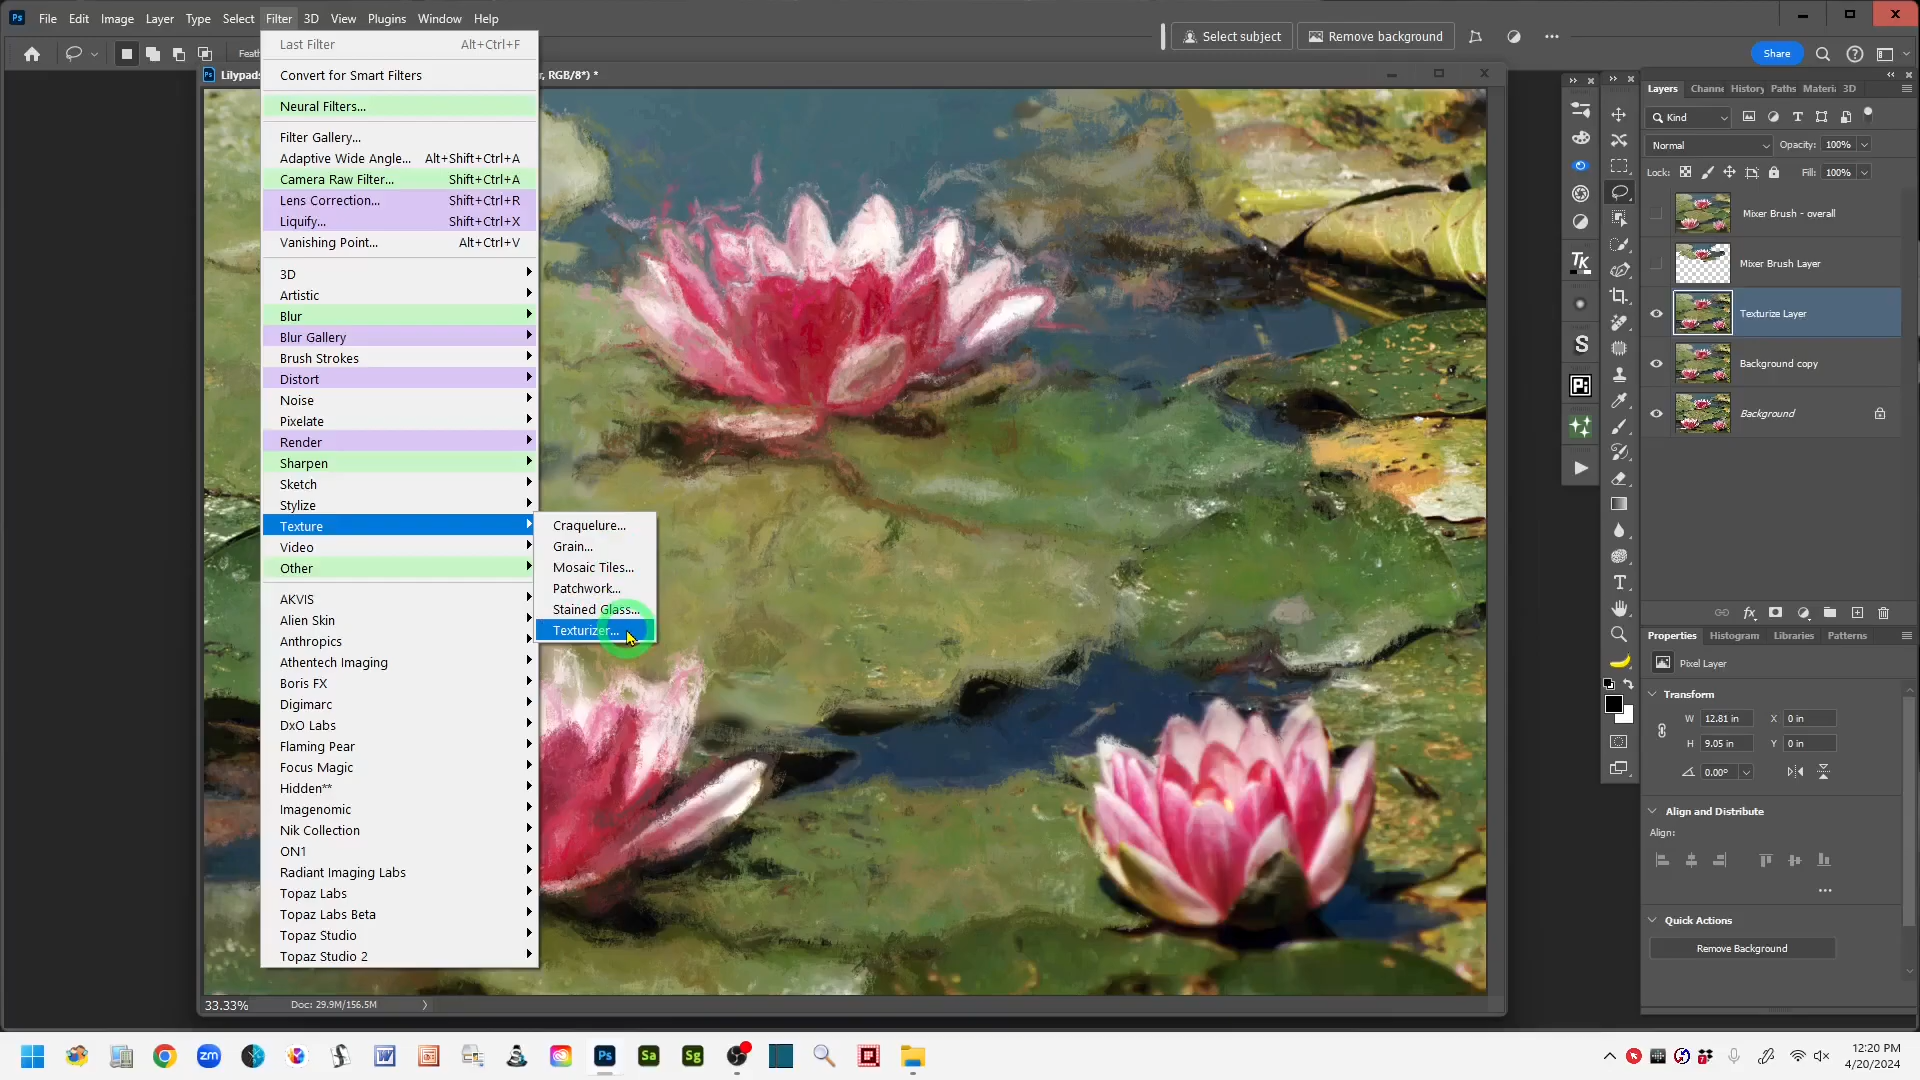 File Edit Image Layer Type Select Filter 3D View Plugins Window Help
Select subject
Remove background
Share
Lilypad
r, RGB/8*) *
Last Filter Alt+Ctrl+F
Convert for Smart Filters
Neural Filters...
Filter Gallery...
Adaptive Wide Angle... Alt+Shift+Ctrl+A
Camera Raw Filter... Shift+Ctrl+A
Lens Correction... Shift+Ctrl+R
Liquify... Shift+Ctrl+X
Vanishing Point... Alt+Ctrl+V
3D
Artistic
Blur
Blur Gallery
Brush Strokes
Distort
Noise
Pixelate
Render
Sharpen
Sketch
Stylize
Texture
Video
Other
AKVIS
Alien Skin
Anthropics
Athentech Imaging
Boris FX
Digimarc
DxO Labs
Flaming Pear
Focus Magic
Hidden**
Imagenomic
Nik Collection
ON1
Radiant Imaging Labs
Topaz Labs
Topaz Labs Beta
Topaz Studio
Topaz Studio 2
Craquelure...
Grain...
Mosaic Tiles...
Patchwork...
Stained Glass...
Texturizer...
33.33% Doc: 29.9M/156.5M
Layers Channe History Paths Materi 3D
Kind
Normal Opacity: 100%
Lock: Fill: 100%
Mixer Brush - overall
Mixer Brush Layer
Texturize Layer
Background copy
Background
Properties Histogram Libraries Patterns
Pixel Layer
Transform
W 12.81 in X 0 in
H 9.05 in Y 0 in
0.00°
Align and Distribute
Align:
Quick Actions
Remove Background
12:20 PM
4/20/2024